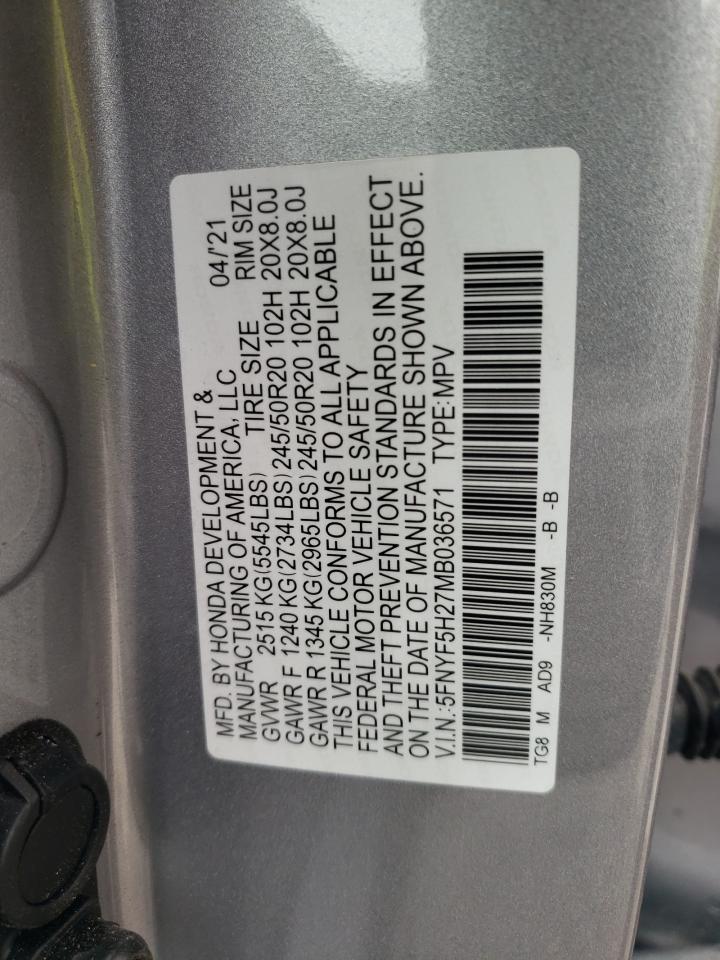 MFD. BY HONDA DEVELOPMENT & 04/'21
MANUFACTURING OF AMERICA, LLC
GVWR 2515 KG(5545LBS) TIRE SIZE RIM SIZE
GAWR F 1240 KG(2734LBS) 245/50R20 102H 20X8.0J
GAWR R 1345 KG(2965LBS) 245/50R20 102H 20X8.0J
THIS VEHICLE CONFORMS TO ALL APPLICABLE
FEDERAL MOTOR VEHICLE SAFETY
AND THEFT PREVENTION STANDARDS IN EFFECT
ON THE DATE OF MANUFACTURE SHOWN ABOVE.
V.I.N.:5FNYF5H27MB036571 TYPE:MPV
TG8 M AD9 -NH830M -B -B